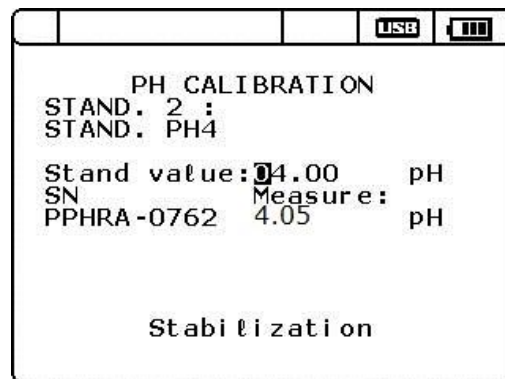 USB
PH CALIBRATION
STAND. 2 :
STAND. PH4
Stand value:04.00 pH
SN Measure:
PPHRA-0762 4.05 pH
Stabilization